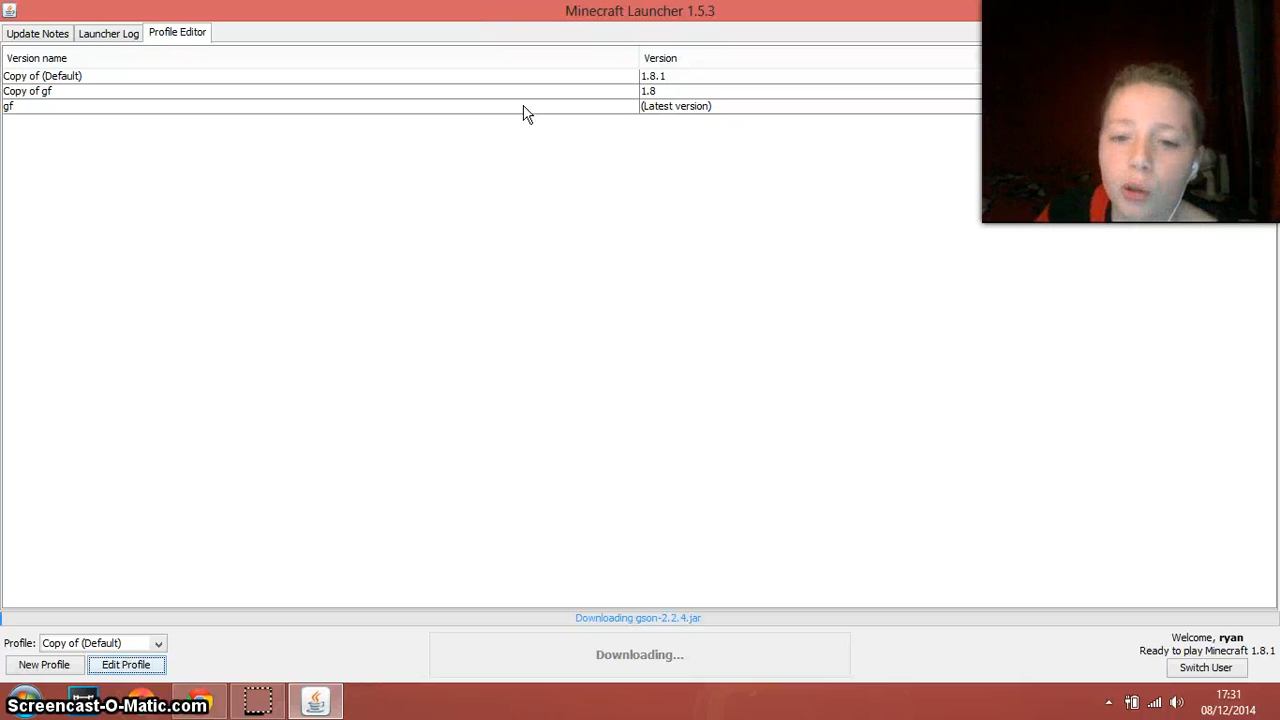 Minecraft Launcher 1.5.3
Update Notes Launcher Log Profile Editor
Version name Version
Copy of (Default) 1.8.1
Copy of gf 1.8
gf (Latest version)
Downloading gson-2.2.4.jar
Profile: Copy of (Default)
New Profile Edit Profile
Downloading...
Welcome, ryan
Ready to play Minecraft 1.8.1
Switch User
Screencast-O-Matic.com
17:31
08/12/2014